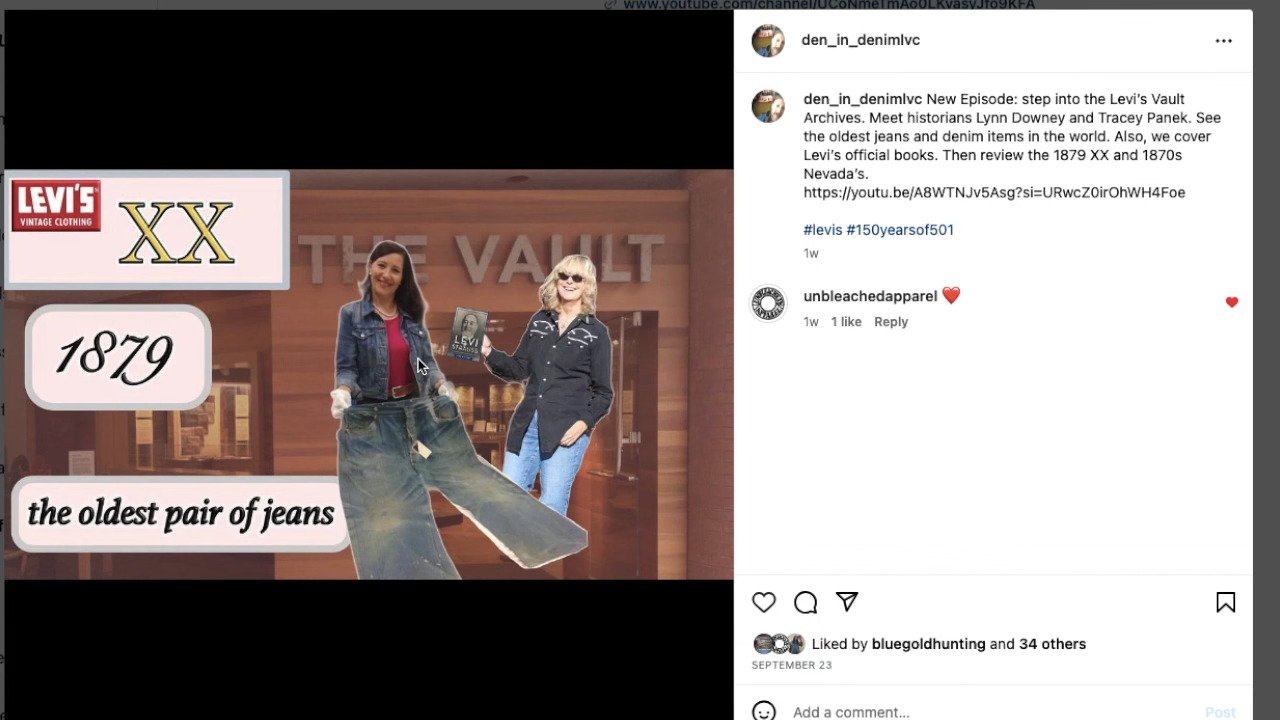 www.youtube.com/channel/UCoNmeTmAo0LKvasyJfo9KFA
LEVI'S
VINTAGE CLOTHING
XX
THE VAULT
LEVI
STRAUSS
1879
the oldest pair of jeans
den_in_denimlvc
den_in_denimlvc New Episode: step into the Levi's Vault
Archives. Meet historians Lynn Downey and Tracey Panek. See
the oldest jeans and denim items in the world. Also, we cover
Levi's official books. Then review the 1879 XX and 1870s
Nevada's.
https://youtu.be/A8WTNJv5Asg?si=URwcZ0irOhWH4Foe
#levis #150yearsof501
1w
unbleachedapparel ❤️
1w 1 like Reply
Liked by bluegoldhunting and 34 others
SEPTEMBER 23
Add a comment...
Post